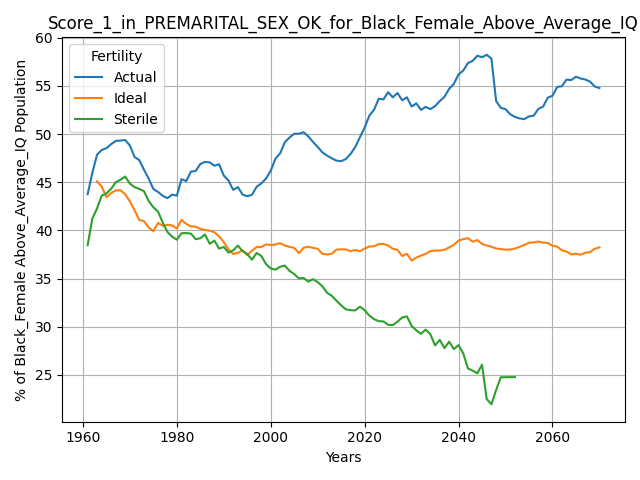 Score_1_in_PREMARITAL_SEX_OK_for_Black_Female_Above_Average_IQ
% of Black_Female Above_Average_IQ Population
60
55
50
45
40
35
30
25
Fertility
Actual
Ideal
Sterile
1960 1980 2000 2020 2040 2060
Years